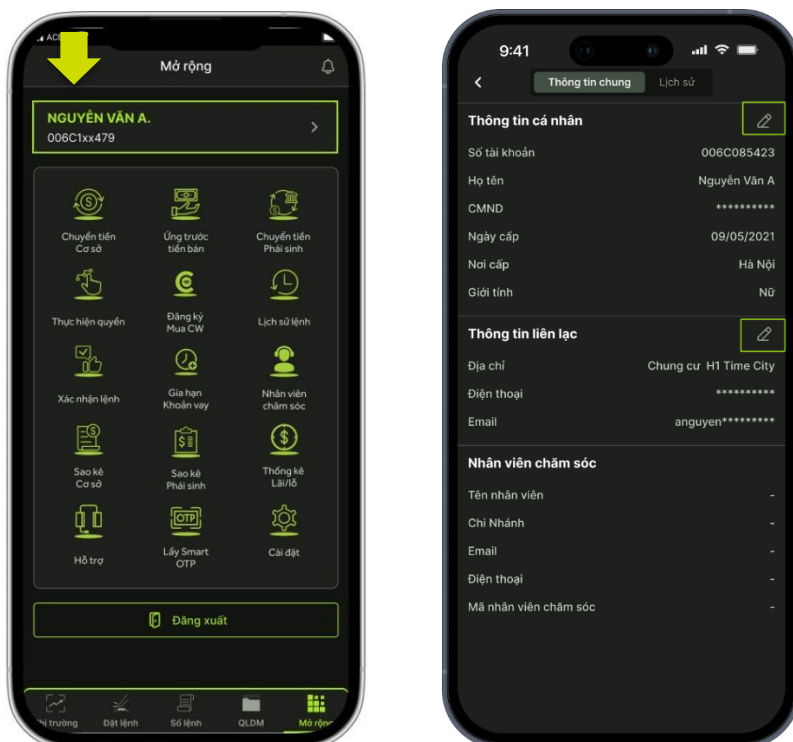 ACB
Mở rộng
NGUYỄN VĂN A.
006C1xx479
Chuyển tiền
Cơ sở
Ứng trước
tiền bán
Chuyển tiền
Phái sinh
Thực hiện quyền
Đăng ký
Mua CW
Lịch sử lệnh
Xác nhận lệnh
Gia hạn
Khoản vay
Nhân viên
chăm sóc
Sao kê
Cơ sở
Sao kê
Phái sinh
Thống kê
Lãi/lỗ
OTP
Hỗ trợ
Lấy Smart
OTP
Cài đặt
Đăng xuất
hị trường
Đặt lệnh
Sổ lệnh
QLDM
Mở rộng
9:41
Thông tin chung
Lịch sử
Thông tin cá nhân
Số tài khoản 006C085423
Họ tên Nguyễn Văn A
CMND **********
Ngày cấp 09/05/2021
Nơi cấp Hà Nội
Giới tính Nữ
Thông tin liên lạc
Địa chỉ Chung cư H1 Time City
Điện thoại **********
Email anguyen*********
Nhân viên chăm sóc
Tên nhân viên -
Chi Nhánh -
Email -
Điện thoại -
Mã nhân viên chăm sóc -